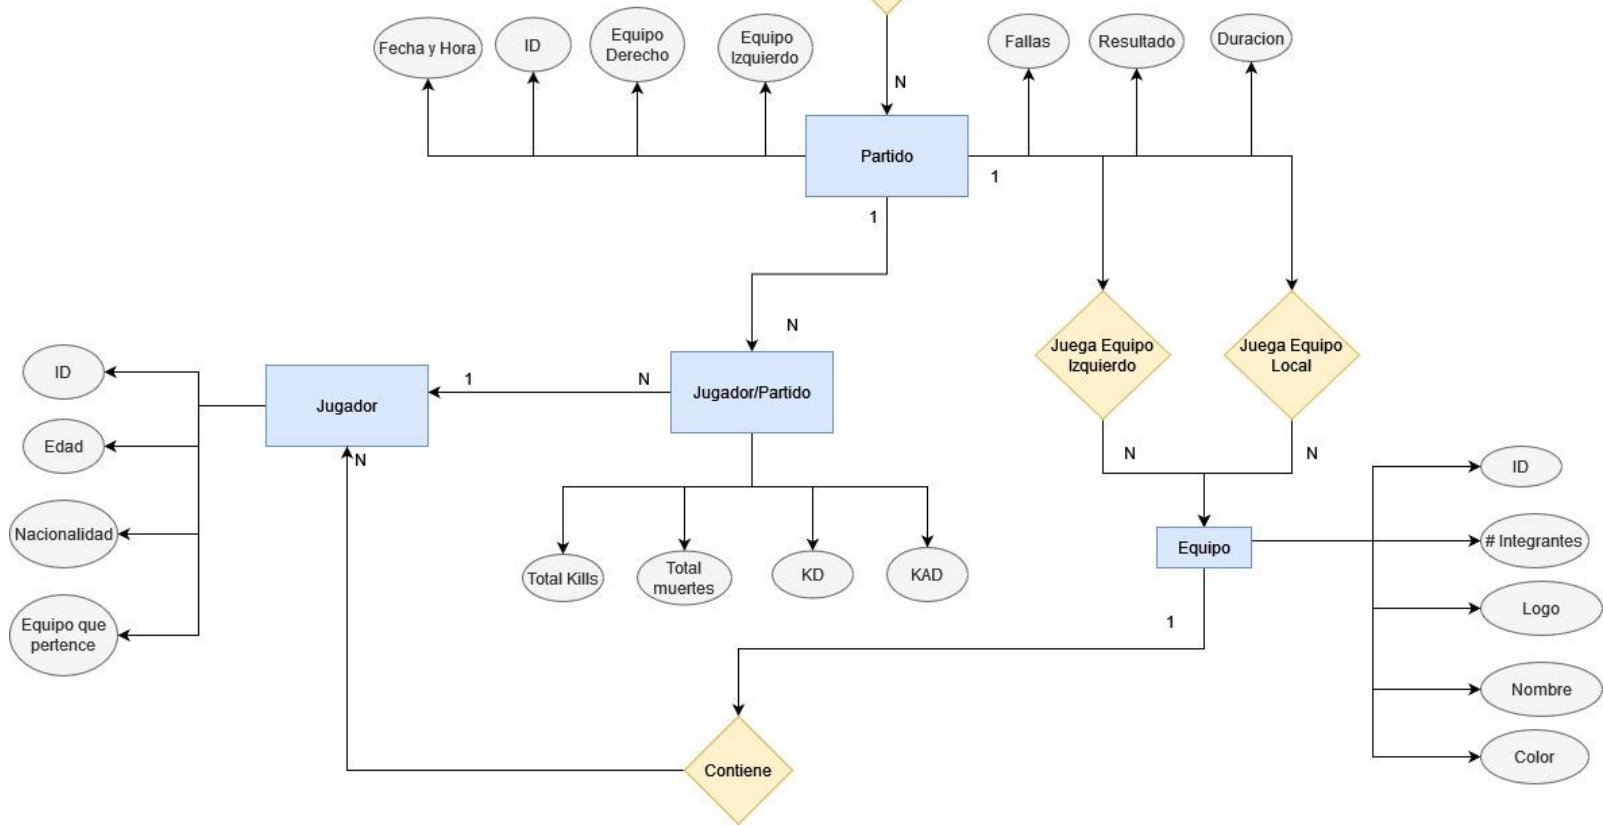 Fecha y Hora
ID
Equipo
Derecho
Equipo
Izquierdo
Fallas
Resultado
Duracion
N
Partido
1
1
N
Juega Equipo
Izquierdo
Juega Equipo
Local
ID
Jugador
1
N
Jugador/Partido
Edad
N
N
N
ID
Nacionalidad
# Integrantes
Equipo
Total Kills
Total
muertes
KD
KAD
Logo
Equipo que
pertence
1
Nombre
Contiene
Color